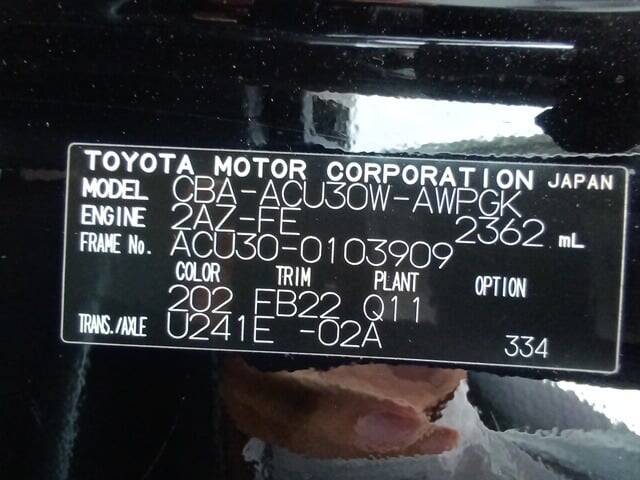 TOYOTA MOTOR CORPORATION JAPAN
MODEL CBA-ACU30W-AWPGK
ENGINE 2AZ-FE 2362 mL
FRAME No. ACU30-0103909
COLOR TRIM PLANT OPTION
202 FB22 Q11
TRANS./AXLE U241E -02A 334